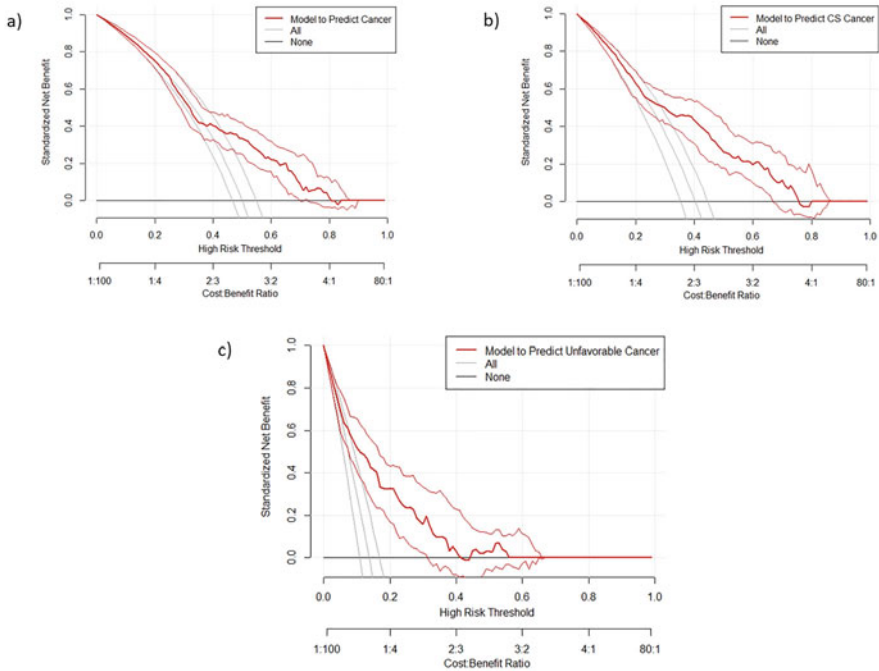 a)
Model to Predict Cancer
All
None
Standardized Net Benefit
1.0
0.8
0.6
0.4
0.2
0.0
0.0 0.2 0.4 0.6 0.8 1.0
High Risk Threshold
1:100 1:4 2:3 3:2 4:1 80:1
Cost:Benefit Ratio
b)
Model to Predict CS Cancer
All
None
Standardized Net Benefit
1.0
0.8
0.6
0.4
0.2
0.0
0.0 0.2 0.4 0.6 0.8 1.0
High Risk Threshold
1:100 1:4 2:3 3:2 4:1 80:1
Cost:Benefit Ratio
c)
Model to Predict Unfavorable Cancer
All
None
Standardized Net Benefit
1.0
0.8
0.6
0.4
0.2
0.0
0.0 0.2 0.4 0.6 0.8 1.0
High Risk Threshold
1:100 1:4 2:3 3:2 4:1 80:1
Cost:Benefit Ratio